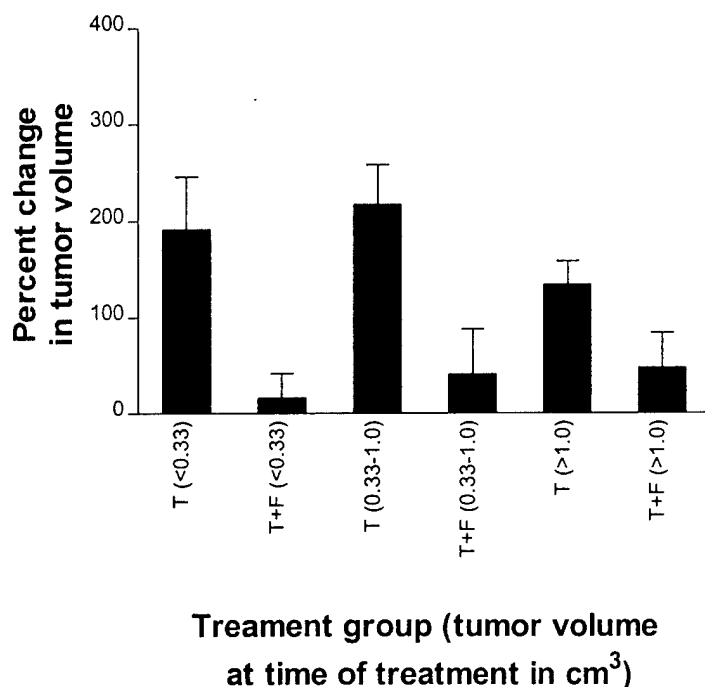 Percent change
in tumor volume
400
300
200
100
0
T (<0.33)
T+F (<0.33)
T (0.33-1.0)
T+F (0.33-1.0)
T (>1.0)
T+F (>1.0)
Treament group (tumor volume
at time of treatment in cm³)